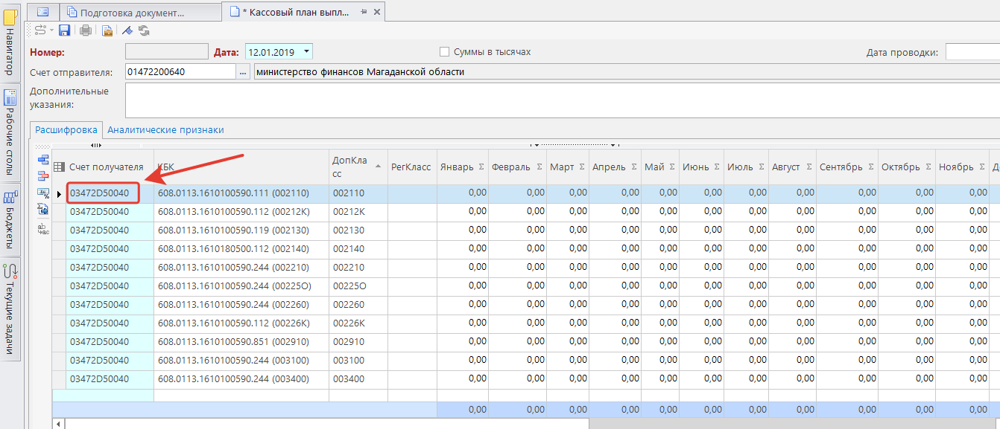 Подготовка документ...
* Кассовый план выпл...
Номер:
Дата: 12.01.2019
Суммы в тысячах
Дата проводки:
Счет отправителя: 01472200640 ... министерство финансов Магаданской области
Дополнительные
указания:
Расшифровка Аналитические признаки
Счет получателя КБК ДопКла
сс РегКласс Январь Σ Февраль Σ Март Σ Апрель Σ Май Σ Июнь Σ Июль Σ Август Σ Сентябрь Σ Октябрь Σ Ноябрь Σ
03472D50040 608.0113.1610100590.111 (002110) 002110 0,00 0,00 0,00 0,00 0,00 0,00 0,00 0,00 0,00 0,00 0,00
03472D50040 608.0113.1610100590.112 (00212К) 00212К 0,00 0,00 0,00 0,00 0,00 0,00 0,00 0,00 0,00 0,00 0,00
03472D50040 608.0113.1610100590.119 (002130) 002130 0,00 0,00 0,00 0,00 0,00 0,00 0,00 0,00 0,00 0,00 0,00
03472D50040 608.0113.1610180500.112 (002140) 002140 0,00 0,00 0,00 0,00 0,00 0,00 0,00 0,00 0,00 0,00 0,00
03472D50040 608.0113.1610100590.244 (002210) 002210 0,00 0,00 0,00 0,00 0,00 0,00 0,00 0,00 0,00 0,00 0,00
03472D50040 608.0113.1610100590.244 (00225О) 00225О 0,00 0,00 0,00 0,00 0,00 0,00 0,00 0,00 0,00 0,00 0,00
03472D50040 608.0113.1610100590.244 (002260) 002260 0,00 0,00 0,00 0,00 0,00 0,00 0,00 0,00 0,00 0,00 0,00
03472D50040 608.0113.1610100590.112 (00226К) 00226К 0,00 0,00 0,00 0,00 0,00 0,00 0,00 0,00 0,00 0,00 0,00
03472D50040 608.0113.1610100590.851 (002910) 002910 0,00 0,00 0,00 0,00 0,00 0,00 0,00 0,00 0,00 0,00 0,00
03472D50040 608.0113.1610100590.244 (003100) 003100 0,00 0,00 0,00 0,00 0,00 0,00 0,00 0,00 0,00 0,00 0,00
03472D50040 608.0113.1610100590.244 (003400) 003400 0,00 0,00 0,00 0,00 0,00 0,00 0,00 0,00 0,00 0,00 0,00
0,00 0,00 0,00 0,00 0,00 0,00 0,00 0,00 0,00 0,00 0,00
Навигатор
Рабочие столы
Бюджеты
Текущие задачи